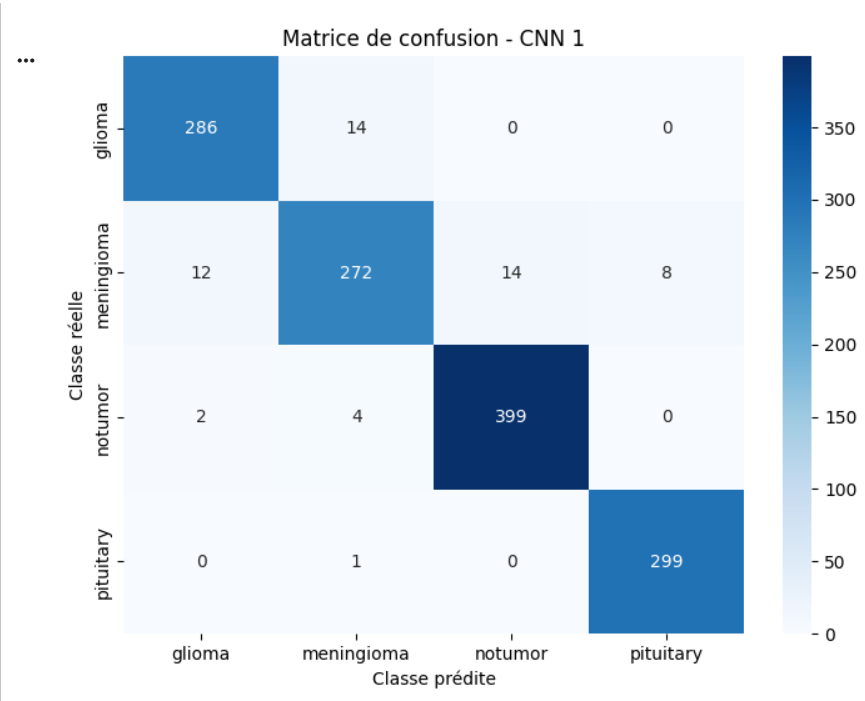 Matrice de confusion - CNN 1
...
glioma 286 14 0 0
meningioma 12 272 14 8
notumor 2 4 399 0
pituitary 0 1 0 299
glioma meningioma notumor pituitary
Classe prédite
Classe réelle
350
300
250
200
150
100
50
0